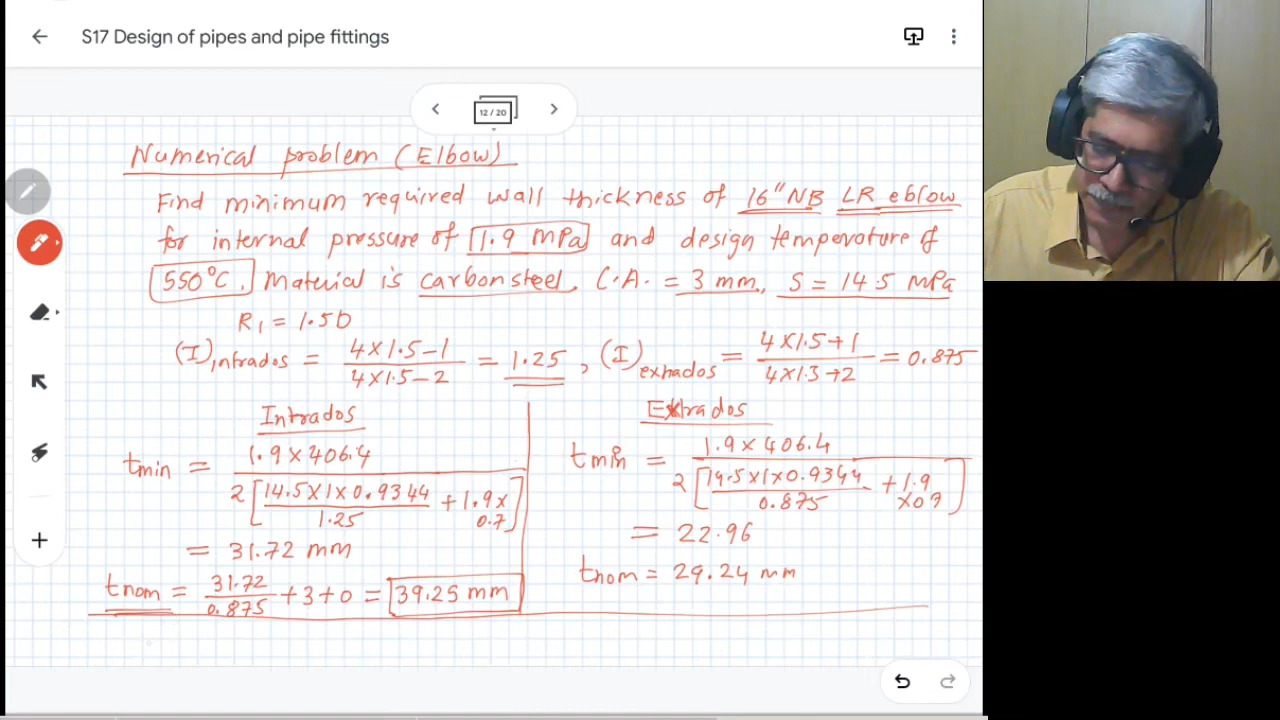 S17 Design of pipes and pipe fittings
12 / 20
Numerical problem (Elbow)
Find minimum required wall thickness of 16" NB LR eblow
for internal pressure of 1.9 MPa and design temperature of
550°C. Material is carbon steel. C.A. = 3 mm, S = 14.5 MPa
R1 = 1.5D
(I)intrados = (4×1.5-1)/(4×1.5-2) = 1.25, (I)extrados = (4×1.5+1)/(4×1.5+2) = 0.875
Intrados
tmin = (1.9×406.4)/(2[(14.5×1×0.9344)/1.25 + 1.9×0.7])
= 31.72 mm
tnom = 31.72/0.875 + 3 + 0 = 39.25 mm
Extrados
tmin = (1.9×406.4)/(2[(14.5×1×0.9344)/0.875 + 1.9×0.7])
= 22.96
tnom = 29.24 mm